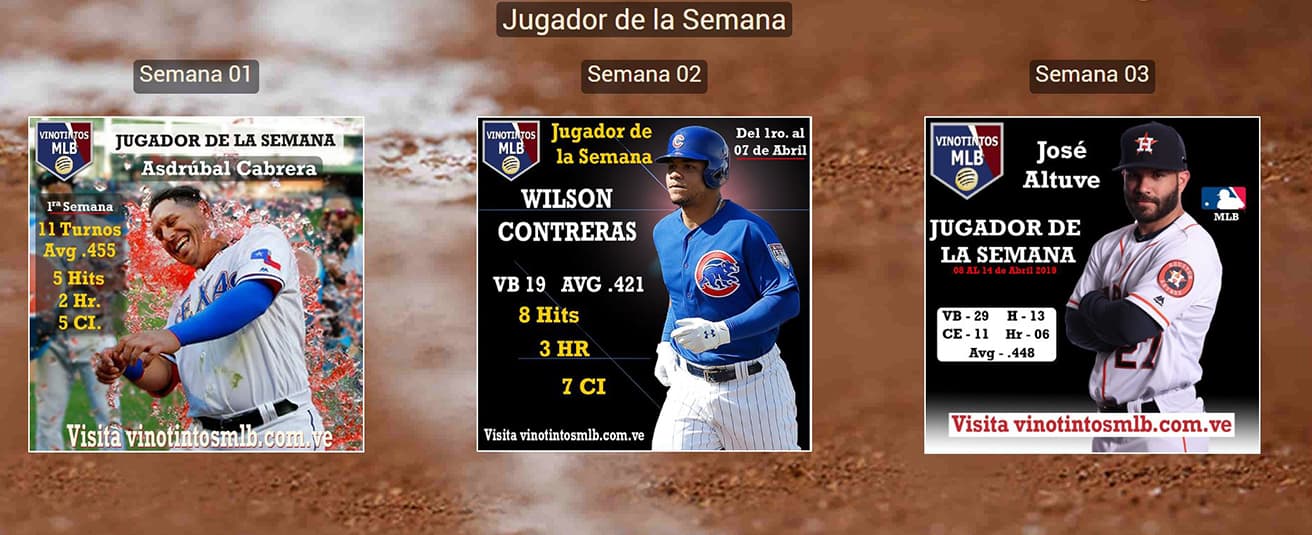 Jugador de la Semana
Semana 01
Semana 02
Semana 03
VINOTINTOS
MLB
JUGADOR DE LA SEMANA
Asdrúbal Cabrera
1ra Semana
11 Turnos
Avg .455
5 Hits
2 Hr.
5 CI.
TEXAS
Visita vinotintosmlb.com.ve
VINOTINTOS
MLB
Jugador de
la Semana
Del 1ro. al
07 de Abril
WILSON
CONTRERAS
VB 19 AVG .421
8 Hits
3 HR
7 CI
Visita vinotintosmlb.com.ve
VINOTINTOS
MLB
José
Altuve
MLB
JUGADOR DE
LA SEMANA
08 AL 14 de Abril 2019
VB - 29 H - 13
CE - 11 Hr - 06
Avg - .448
H
27
Visita vinotintosmlb.com.ve